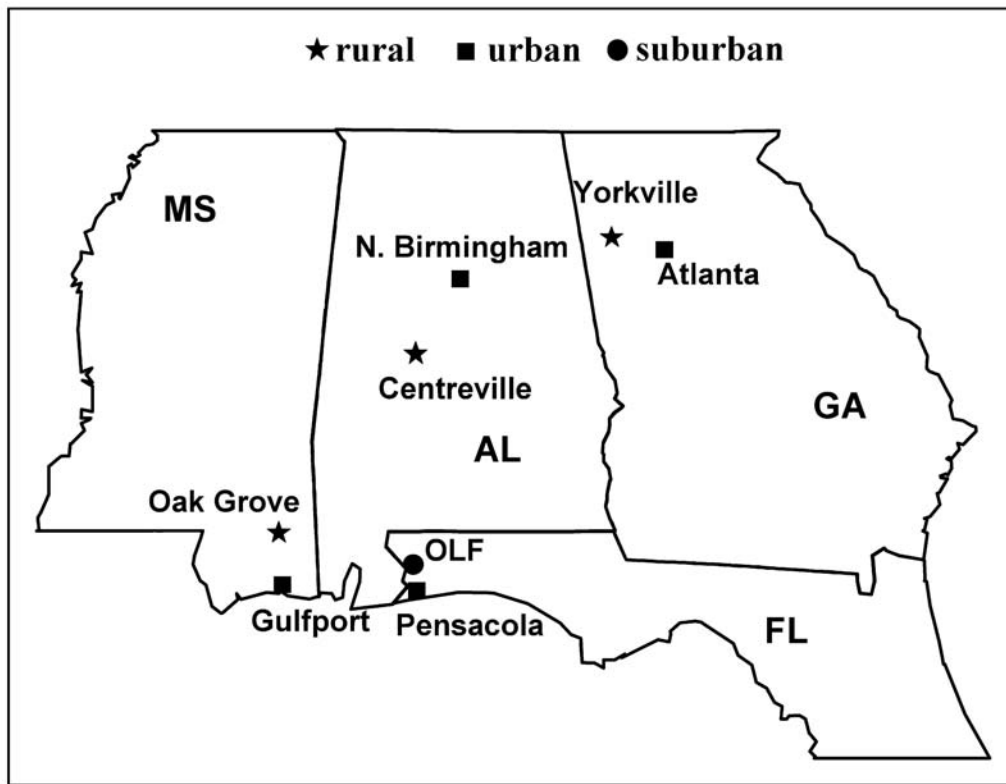 rural urban suburban
Yorkville
MS
N. Birmingham
Atlanta
Centreville
GA
AL
Oak Grove
OLF
Gulfport
Pensacola
FL